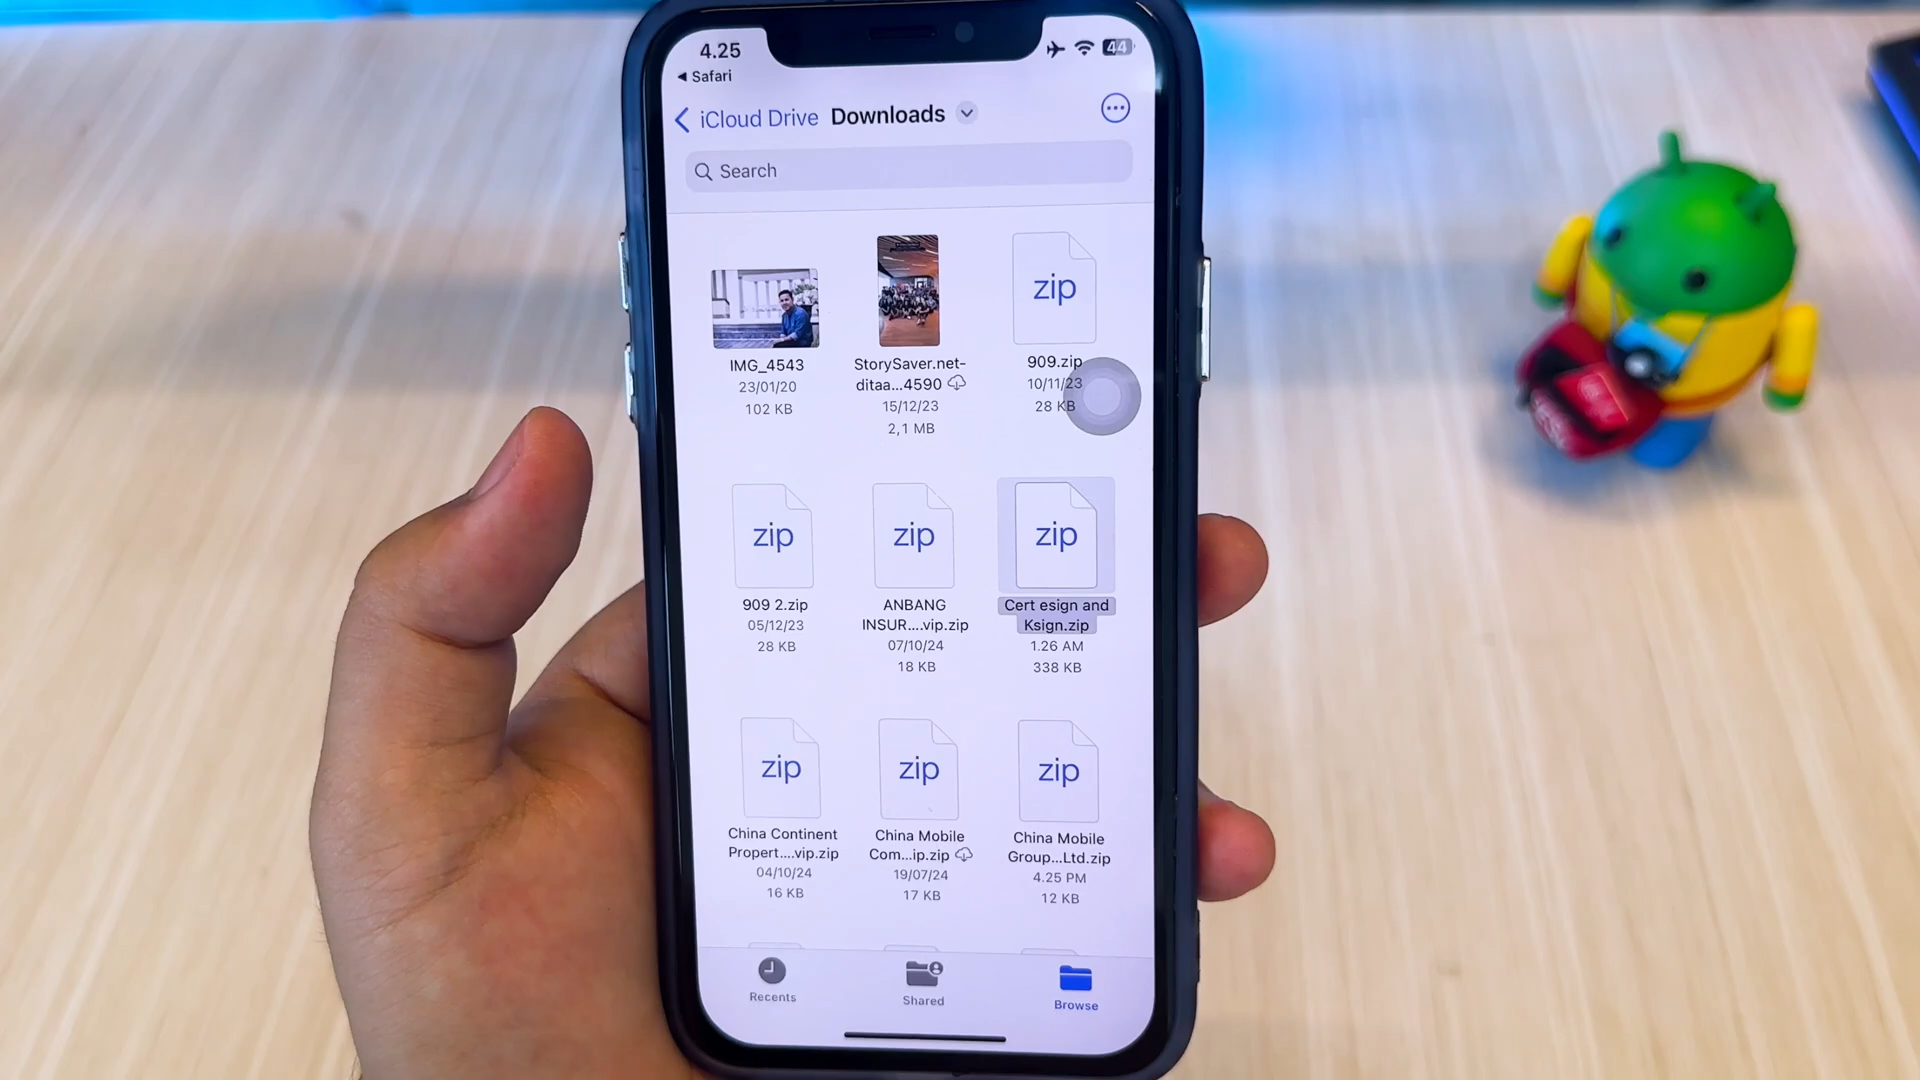 4.25
44
Safari
iCloud Drive Downloads
Search
IMG_4543
23/01/20
102 KB
StorySaver.net-
ditaa...4590
15/12/23
2,1 MB
zip
909.zip
10/11/23
28 KB
zip
909 2.zip
05/12/23
28 KB
zip
ANBANG
INSUR....vip.zip
07/10/24
18 KB
zip
Cert esign and
Ksign.zip
1.26 AM
338 KB
zip
China Continent
Propert....vip.zip
04/10/24
16 KB
zip
China Mobile
Com...ip.zip
19/07/24
17 KB
zip
China Mobile
Group...Ltd.zip
4.25 PM
12 KB
Recents
Shared
Browse